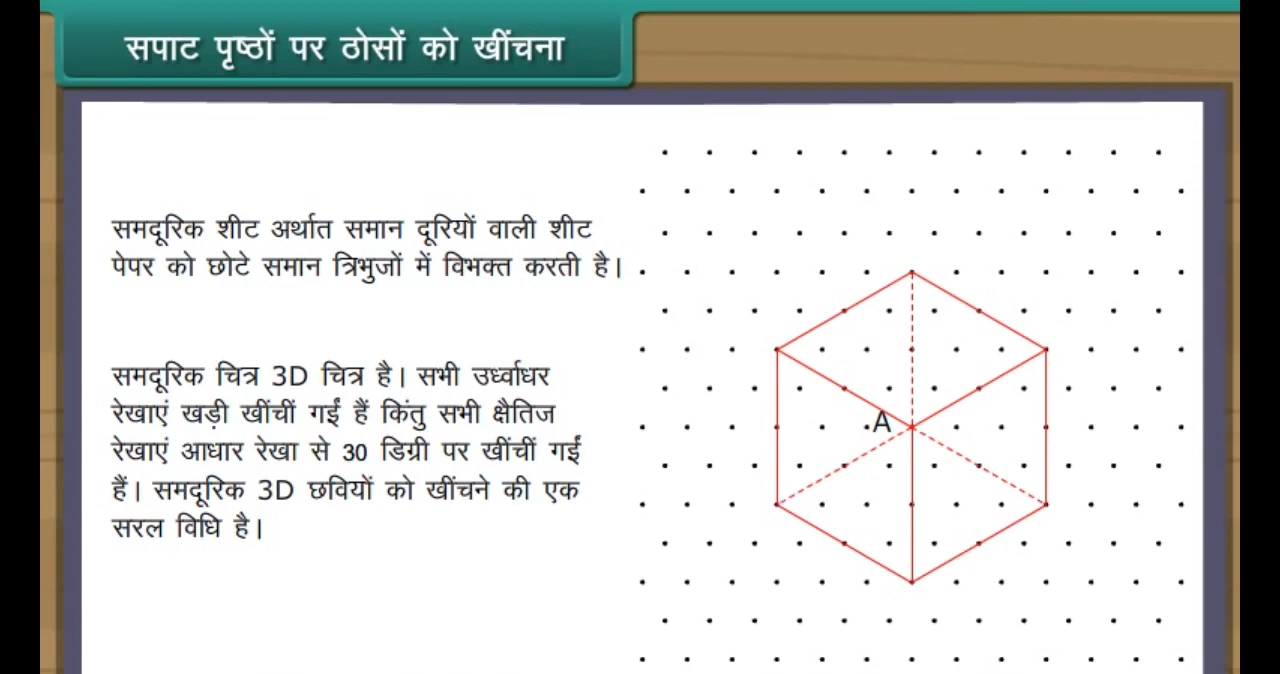 सपाट पृष्ठों पर ठोसों को खींचना
समदूरिक शीट अर्थात समान दूरियों वाली शीट
पेपर को छोटे समान त्रिभुजों में विभक्त करती है।
समदूरिक चित्र 3D चित्र है। सभी उर्ध्वाधर
रेखाएं खड़ी खींचीं गईं हैं किंतु सभी क्षैतिज
रेखाएं आधार रेखा से 30 डिग्री पर खींचीं गईं
हैं। समदूरिक 3D छवियों को खींचने की एक
सरल विधि है।
A